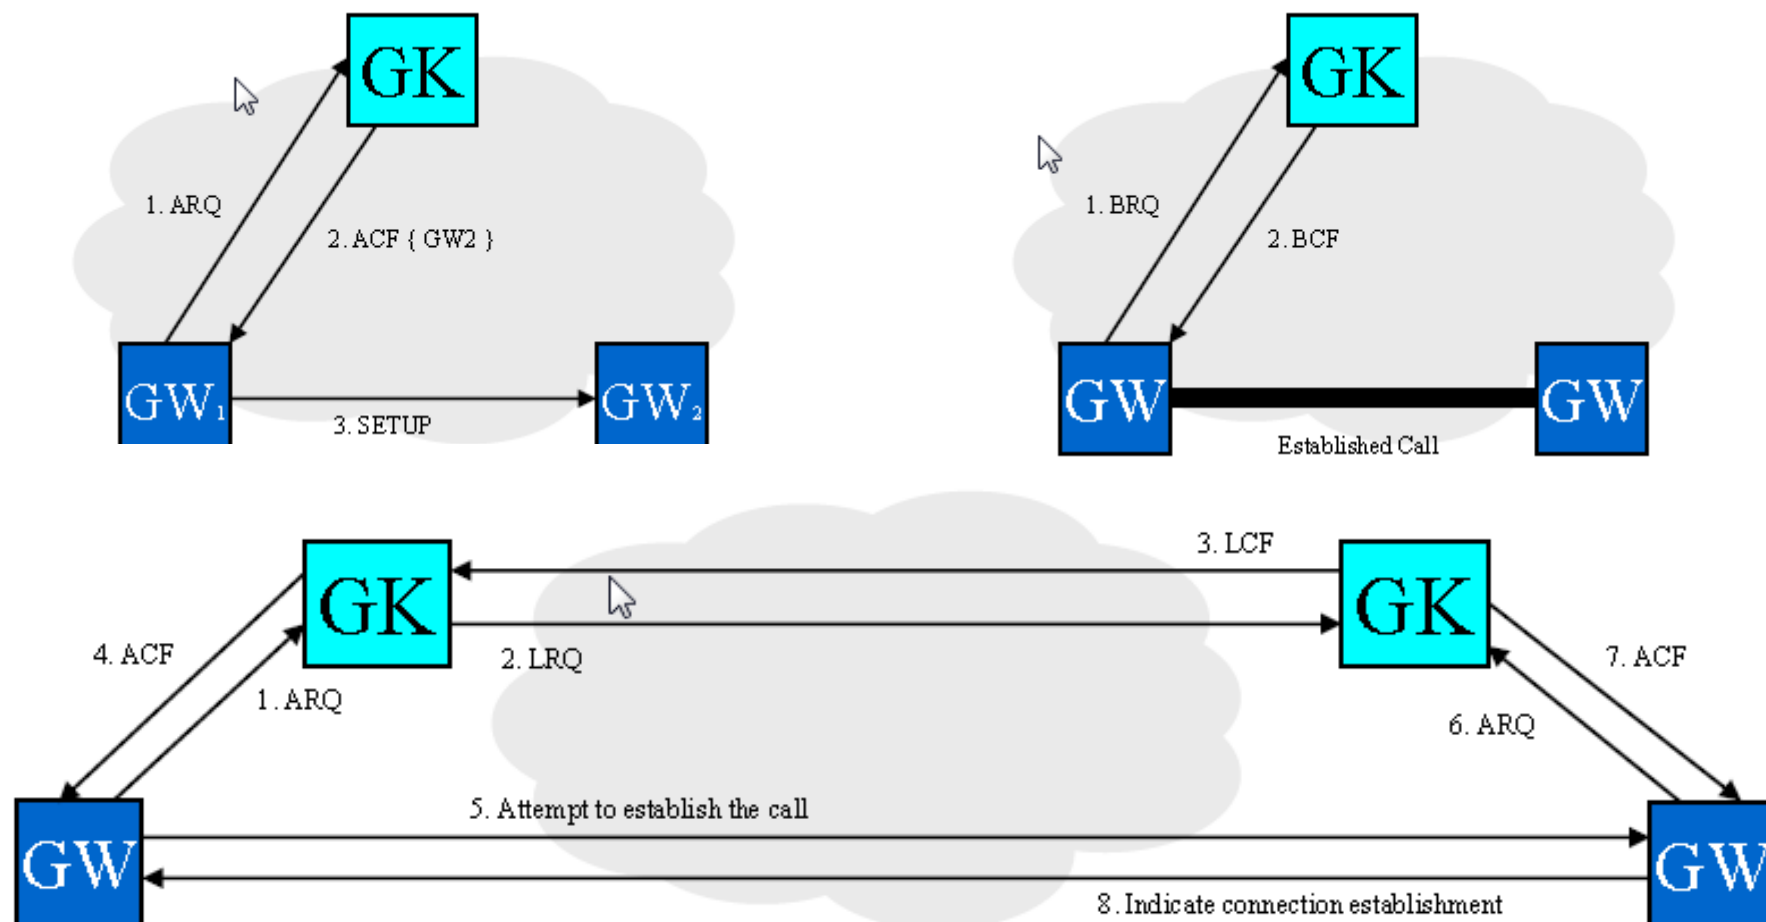 GK
1. ARQ
2. ACF { GW2 }
GW1
GW2
3. SETUP
GK
1. BRQ
2. BCF
GW
GW
Established Call
3. LCF
GK
GK
4. ACF
2. LRQ
7. ACF
1. ARQ
6. ARQ
5. Attempt to establish the call
GW
GW
8. Indicate connection establishment